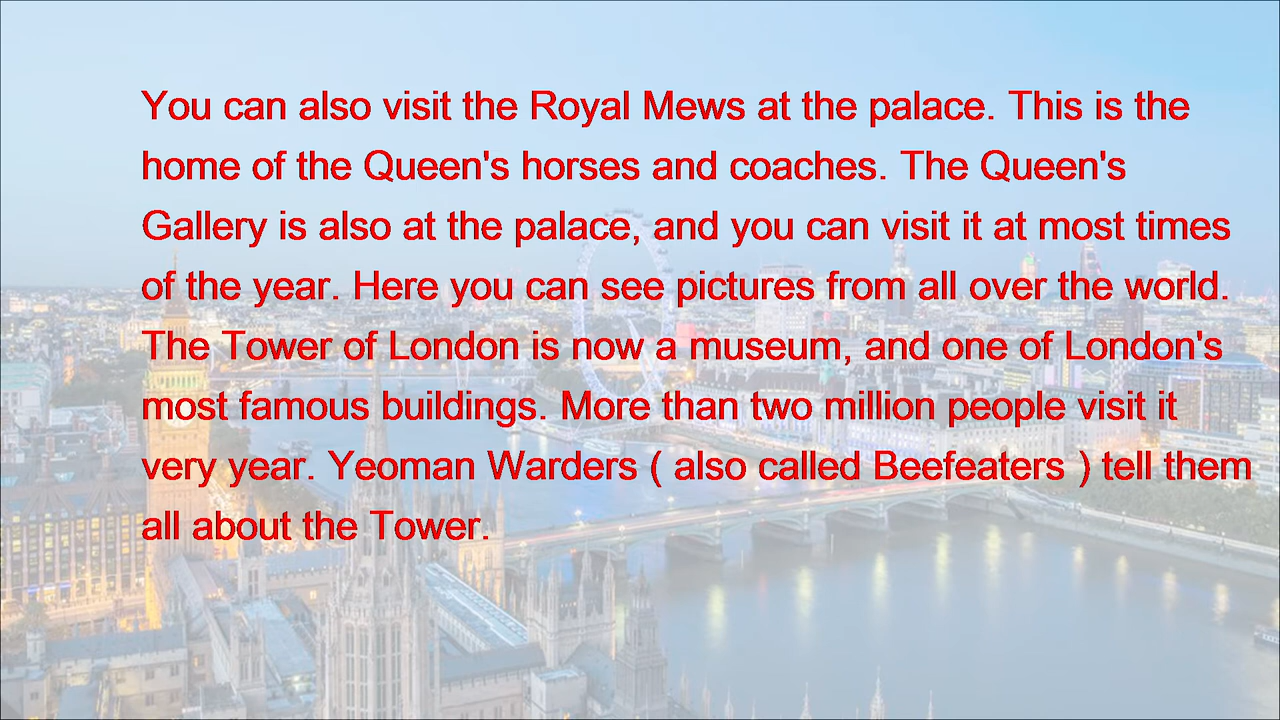 You can also visit the Royal Mews at the palace. This is the
home of the Queen's horses and coaches. The Queen's
Gallery is also at the palace, and you can visit it at most times
of the year. Here you can see pictures from all over the world.
The Tower of London is now a museum, and one of London's
most famous buildings. More than two million people visit it
very year. Yeoman Warders ( also called Beefeaters ) tell them
all about the Tower.